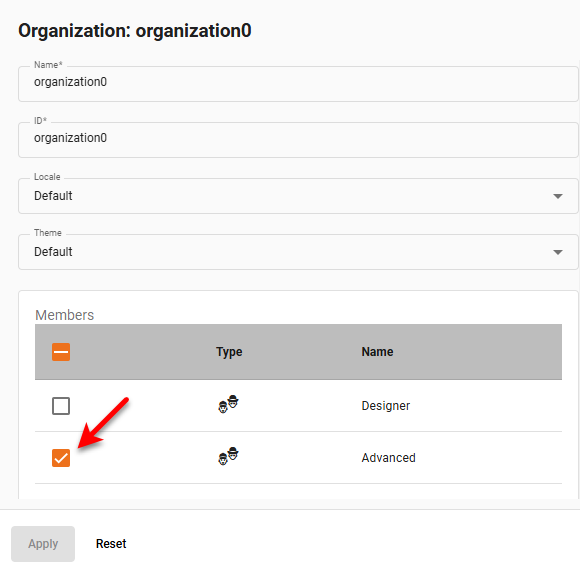 Organization: organization0
Name*
organization0
ID*
organization0
Locale
Default
Theme
Default
Members
Type Name
Designer
Advanced
Apply Reset